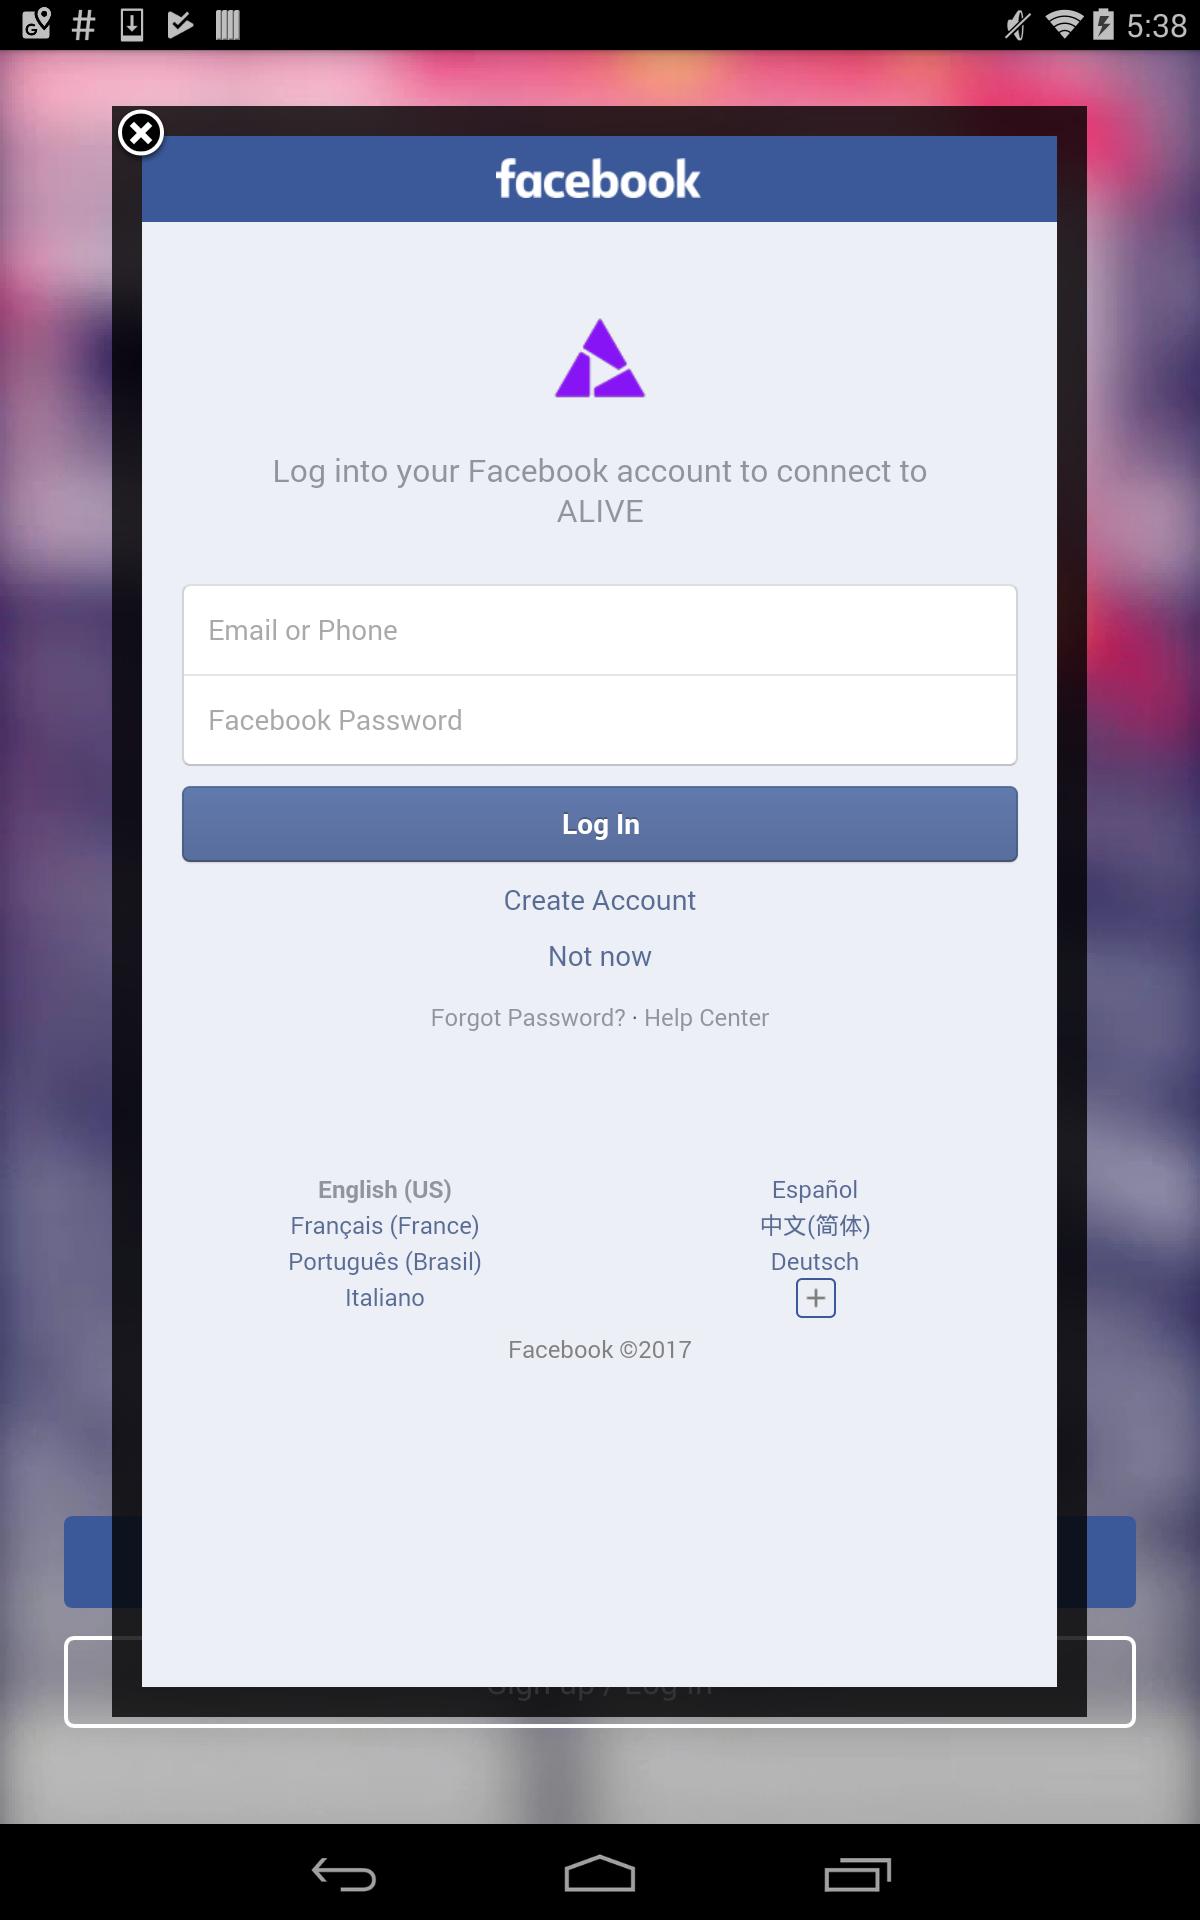 5:38
facebook
Log into your Facebook account to connect to
ALIVE
Email or Phone
Facebook Password
Log In
Create Account
Not now
Forgot Password? · Help Center
English (US)
Español
Français (France)
中文(简体)
Português (Brasil)
Deutsch
Italiano
Facebook ©2017
Sign up / Log in